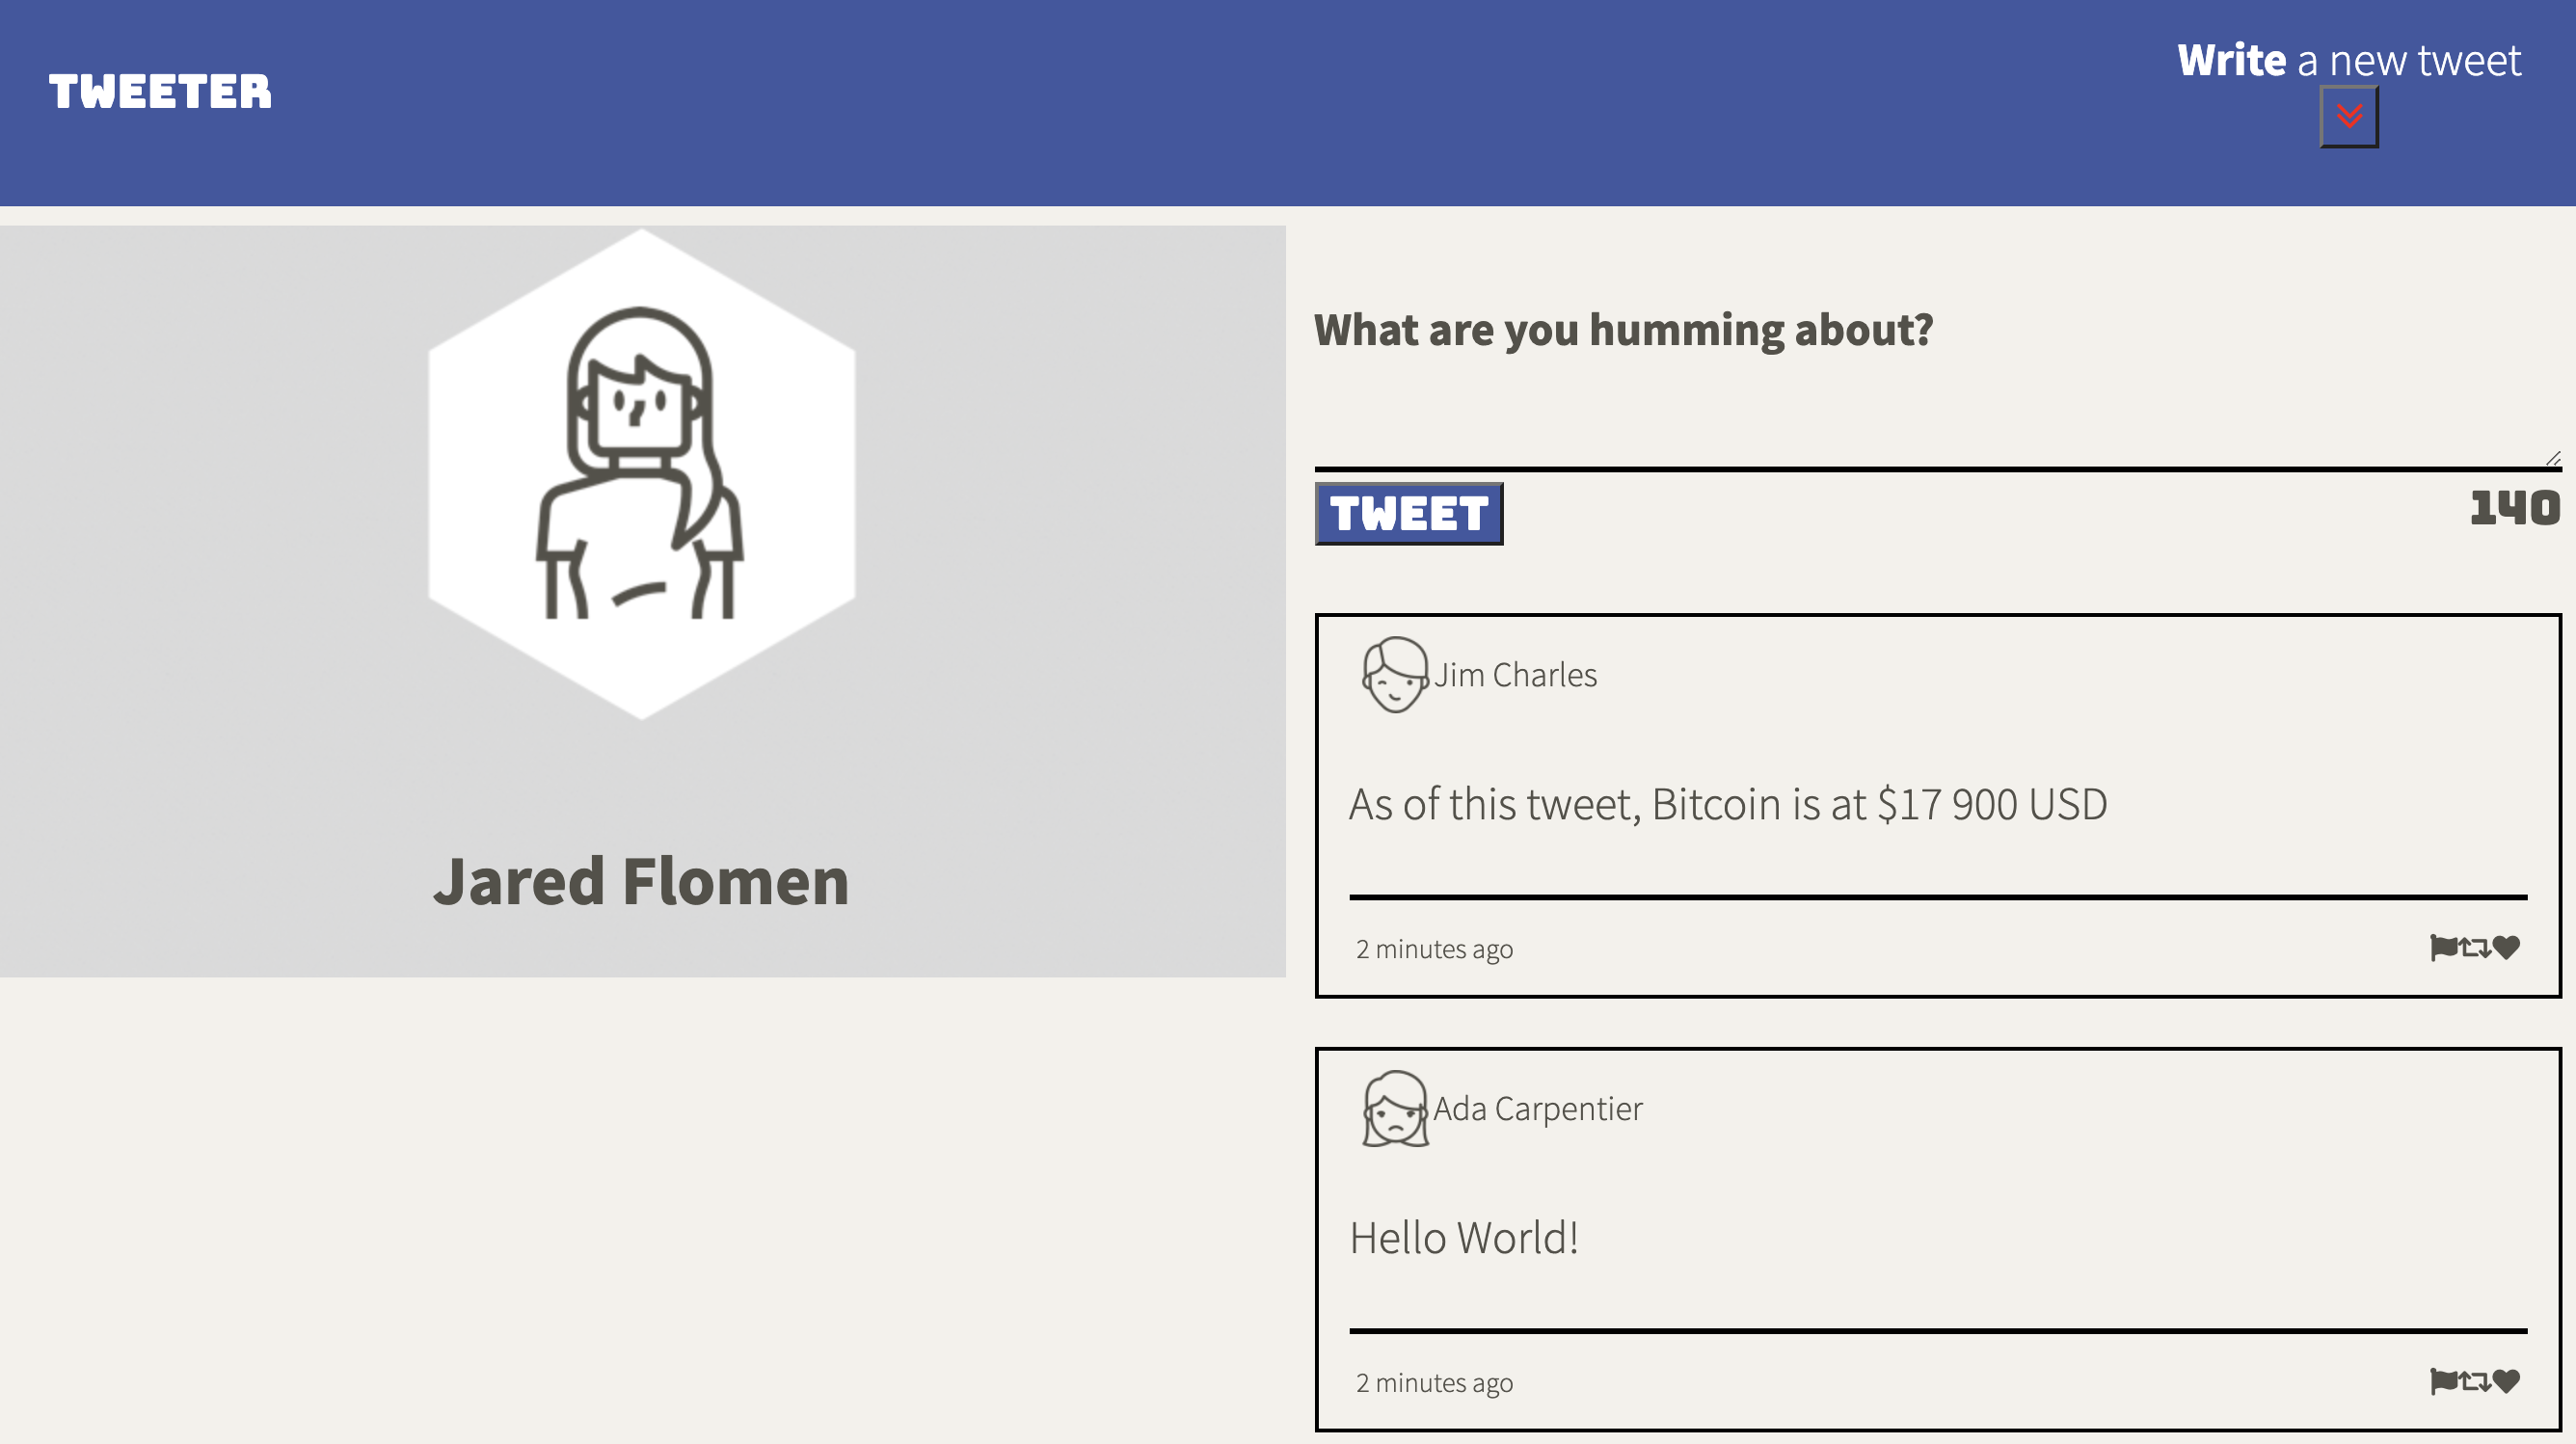 TWEETER
Write a new tweet
Jared Flomen
What are you humming about?
TWEET
140
Jim Charles
As of this tweet, Bitcoin is at $17 900 USD
2 minutes ago
Ada Carpentier
Hello World!
2 minutes ago